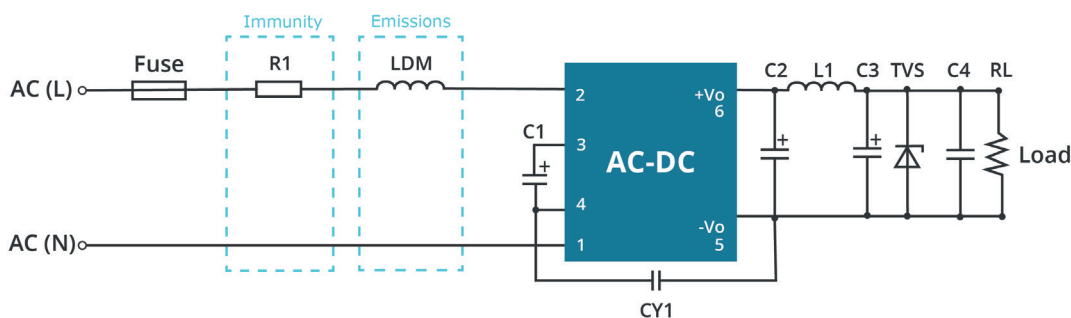 Immunity
Emissions
Fuse
R1
LDM
C2
L1
C3
TVS
C4
RL
AC (L)
2
+Vo
6
C1
+
3
+
+
AC-DC
Load
+
4
AC (N)
1
-Vo
5
CY1